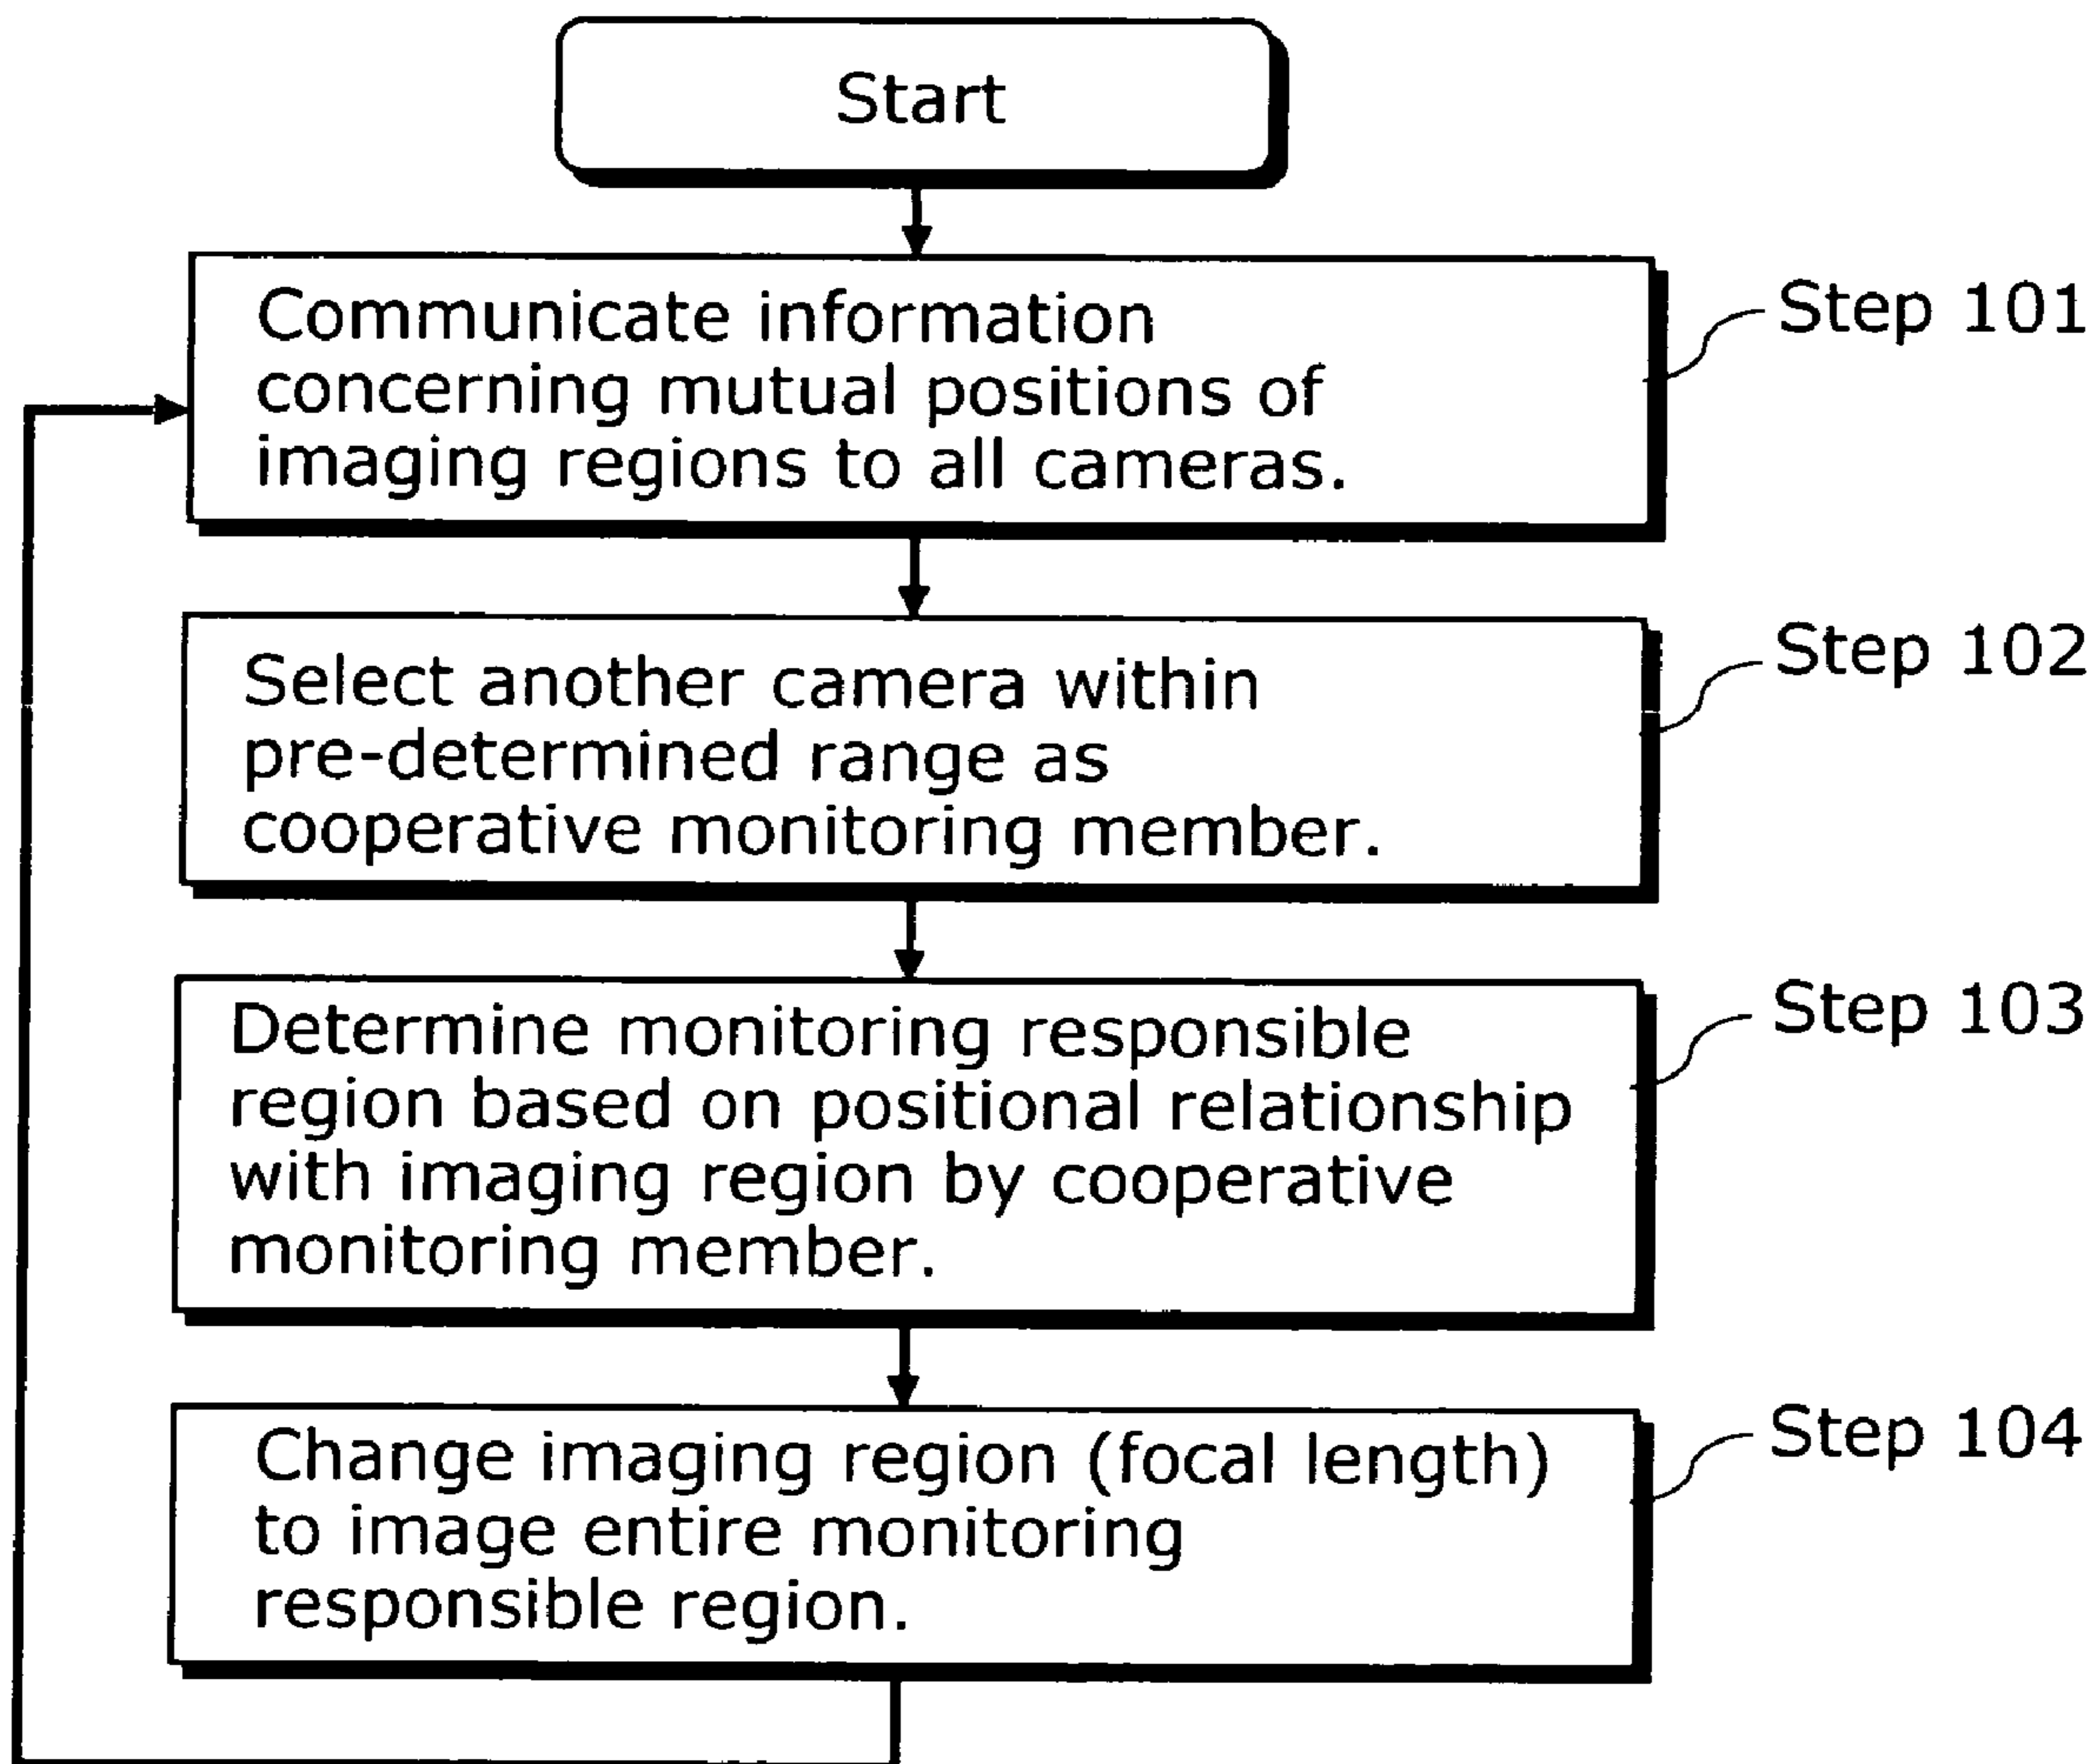 Start
Communicate information
concerning mutual positions of
imaging regions to all cameras.
Step 101
Select another camera within
pre-determined range as
cooperative monitoring member.
Step 102
Determine monitoring responsible
region based on positional relationship
with imaging region by cooperative
monitoring member.
Step 103
Change imaging region (focal length)
to image entire monitoring
responsible region.
Step 104